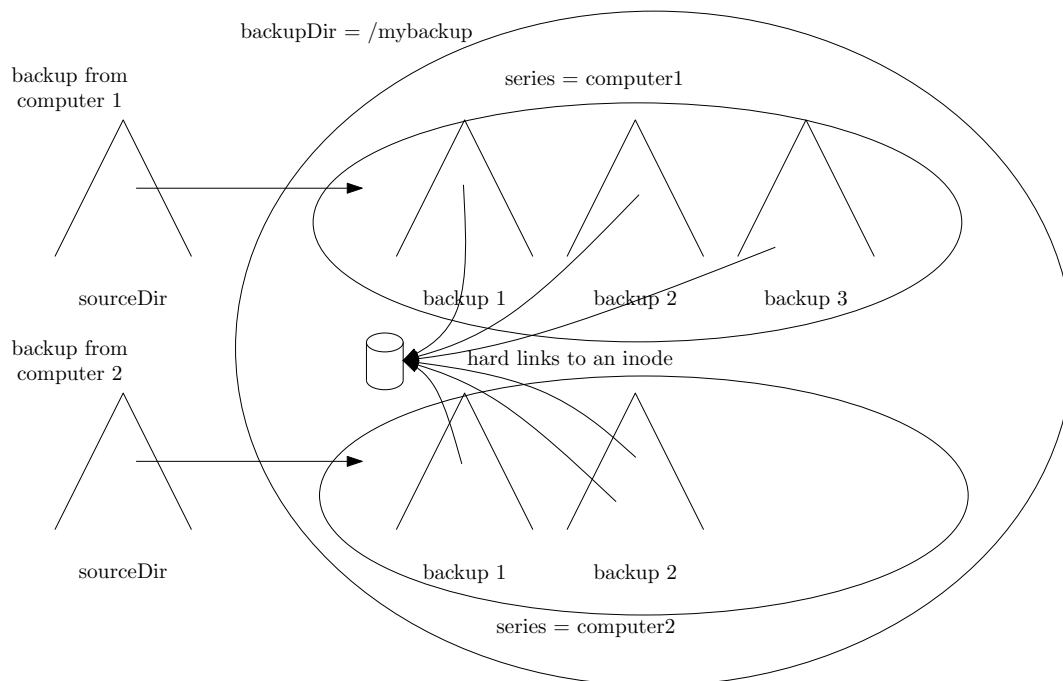 backupDir = /mybackup
backup from
computer 1
series = computer1
sourceDir
backup 1
backup 2
backup 3
backup from
computer 2
hard links to an inode
sourceDir
backup 1
backup 2
series = computer2